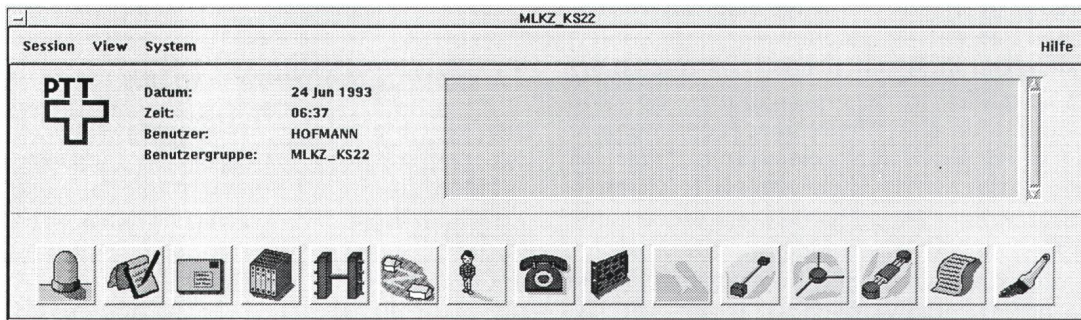 MLKZ_KS22
Session View System Hilfe
PTT
Datum: 24 Jun 1993
Zeit: 06:37
Benutzer: HOFMANN
Benutzergruppe: MLKZ_KS22